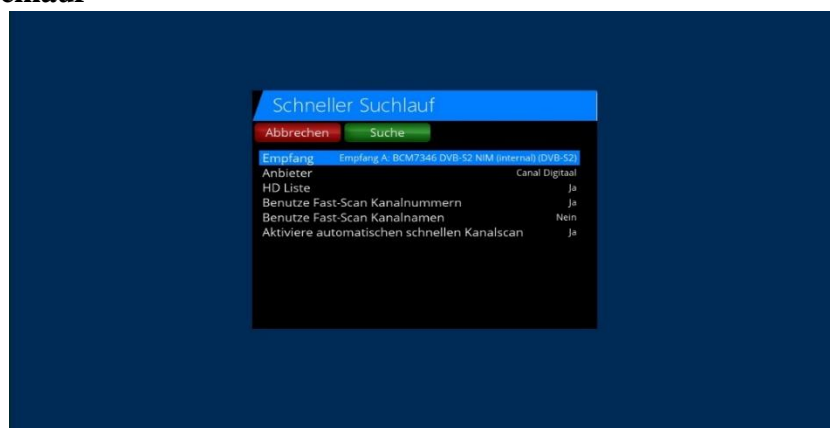 Schneller Suchlauf
Abbrechen Suche
Empfang Empfang A: BCM7346 DVB-S2 NIM (internal) (DVB-S2)
Anbieter Canal Digitaal
HD Liste Ja
Benutze Fast-Scan Kanalnummern Ja
Benutze Fast-Scan Kanalnamen Nein
Aktiviere automatischen schnellen Kanalscan Ja